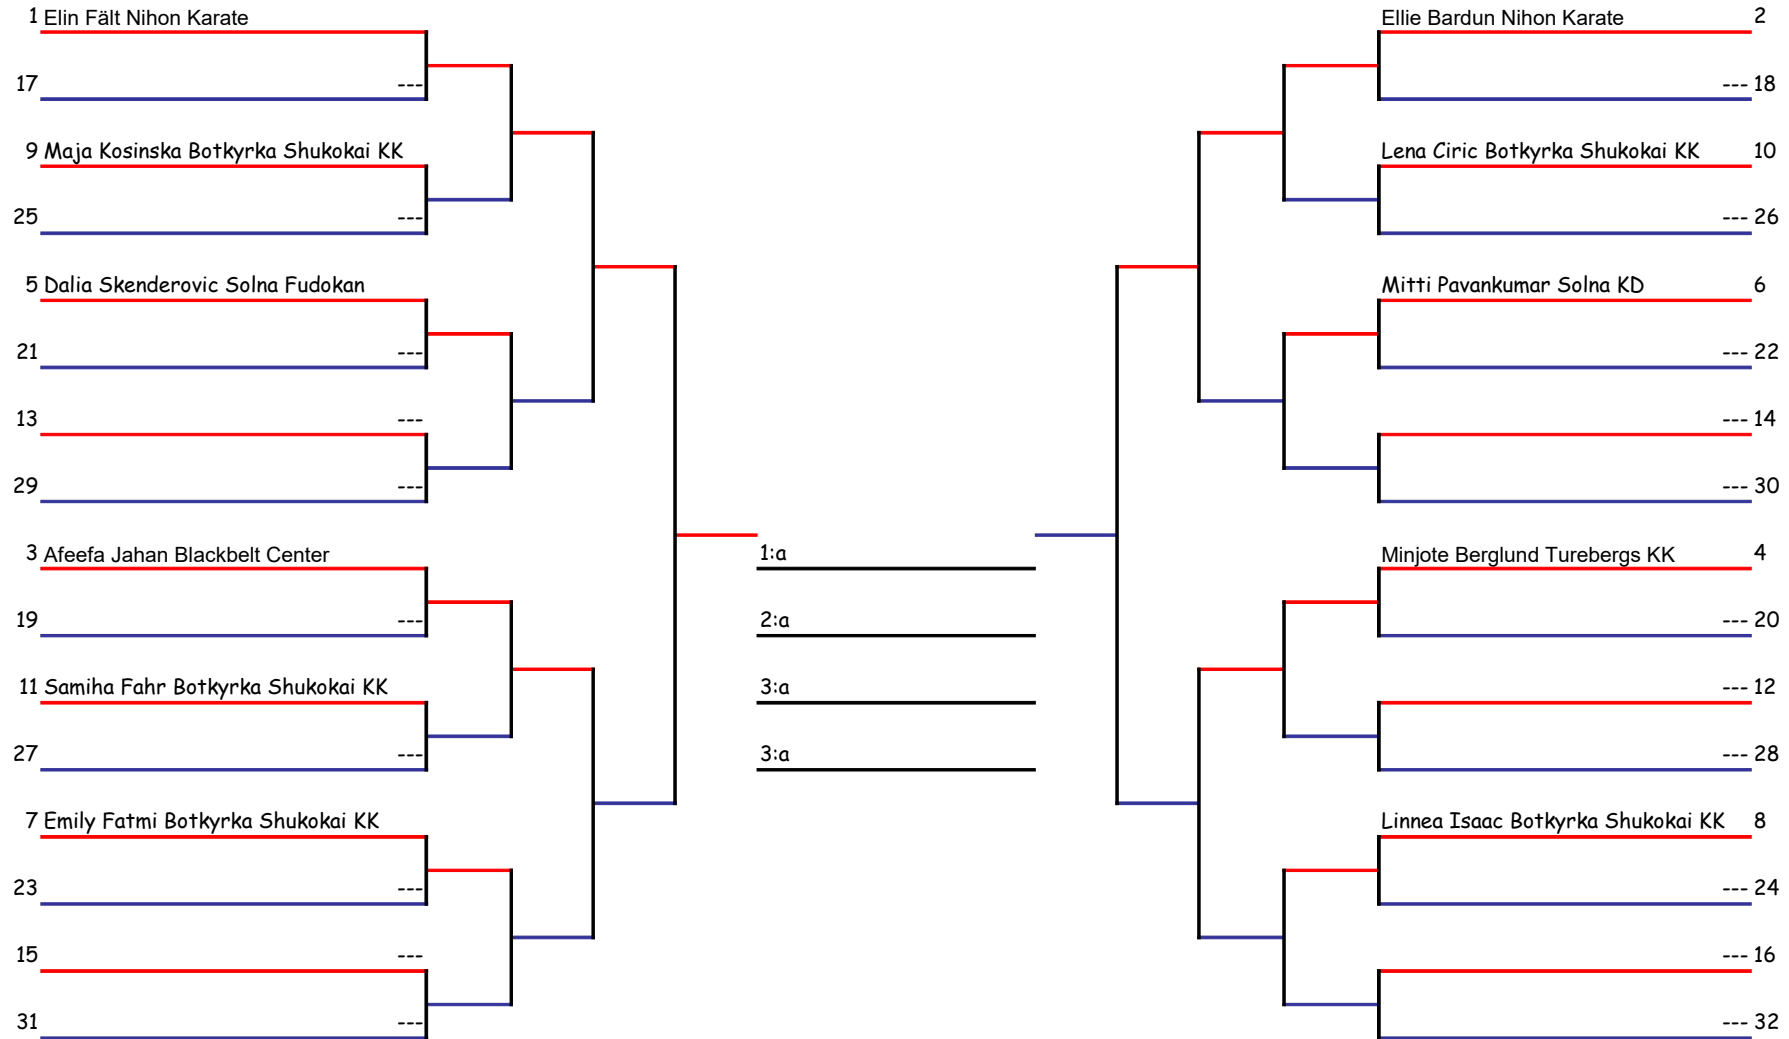 1 Elin Fält Nihon Karate
17 ---
9 Maja Kosinska Botkyrka Shukokai KK
25 ---
5 Dalia Skenderovic Solna Fudokan
21 ---
13 ---
29 ---
3 Afeefa Jahan Blackbelt Center
19 ---
11 Samiha Fahr Botkyrka Shukokai KK
27 ---
7 Emily Fatmi Botkyrka Shukokai KK
23 ---
15 ---
31 ---
1:a
2:a
3:a
3:a
Ellie Bardun Nihon Karate 2
--- 18
Lena Ciric Botkyrka Shukokai KK 10
--- 26
Mitti Pavankumar Solna KD 6
--- 22
--- 14
--- 30
Minjote Berglund Turebergs KK 4
--- 20
--- 12
--- 28
Linnea Isaac Botkyrka Shukokai KK 8
--- 24
--- 16
--- 32